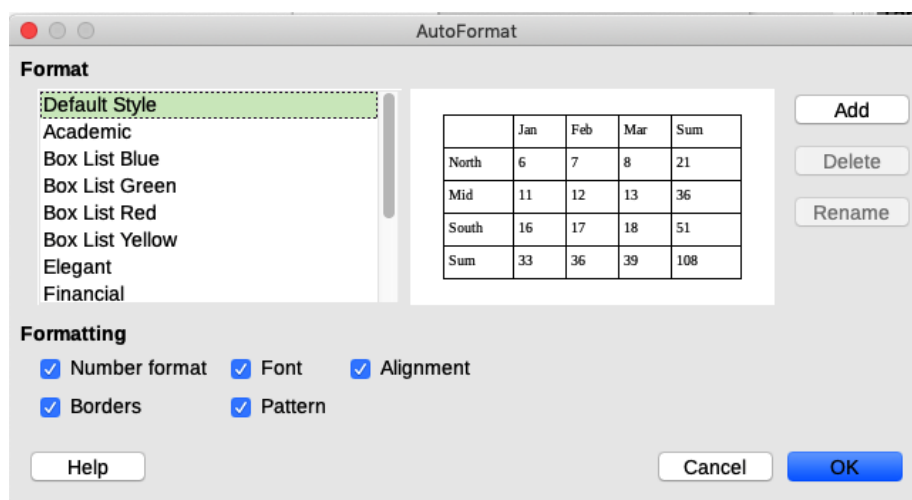 AutoFormat
Format
Default Style
Academic
Box List Blue
Box List Green
Box List Red
Box List Yellow
Elegant
Financial
Jan Feb Mar Sum
North 6 7 8 21
Mid 11 12 13 36
South 16 17 18 51
Sum 33 36 39 108
Add
Delete
Rename
Formatting
Number format Font Alignment
Borders Pattern
Help Cancel OK